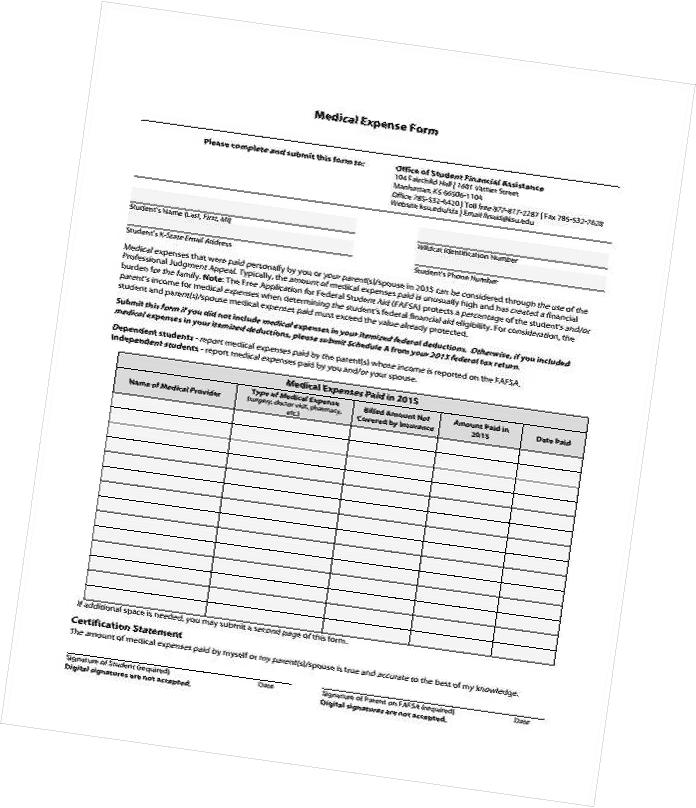 Medical Expense Form
Please complete and submit this form to:
Office of Student Financial Assistance
104 Fairchild Hall | 1601 Vattier Street
Manhattan, KS 66506-1104
Office 785-532-6420 | Toll free 877-817-2287 | Fax 785-532-7628
Website ksu.edu/sfa | Email finaid@ksu.edu
Student's Name (Last, First, MI)
Wildcat Identification Number
Student's K-State Email Address
Student's Phone Number
Medical expenses that were paid personally by you or your parent(s)/spouse in 2015 can be considered through the use of the
Professional Judgment Appeal. Typically, the amount of medical expenses paid is unusually high and has created a financial
burden for the family. Note: The Free Application for Federal Student Aid (FAFSA) protects a percentage of the student's and/or
parent's income for medical expenses when determining the student's federal financial aid eligibility. For consideration, the
student and parent(s)/spouse medical expenses paid must exceed the value already protected.
Submit this form if you did not include medical expenses in your itemized federal deductions. Otherwise, if you included
medical expenses in your itemized deductions, please submit Schedule A from your 2015 federal tax return.
Dependent students - report medical expenses paid by the parent(s) whose income is reported on the FAFSA.
Independent students - report medical expenses paid by you and/or your spouse.
Medical Expenses Paid in 2015
Name of Medical Provider
Type of Medical Expense
(surgery, doctor visit, pharmacy,
etc.)
Billed Amount Not
Covered by Insurance
Amount Paid in
2015
Date Paid
If additional space is needed, you may submit a second page of this form.
Certification Statement
The amount of medical expenses paid by myself or my parent(s)/spouse is true and accurate to the best of my knowledge.
Signature of Student (required)
Date
Digital signatures are not accepted.
Signature of Parent on FAFSA (required)
Date
Digital signatures are not accepted.